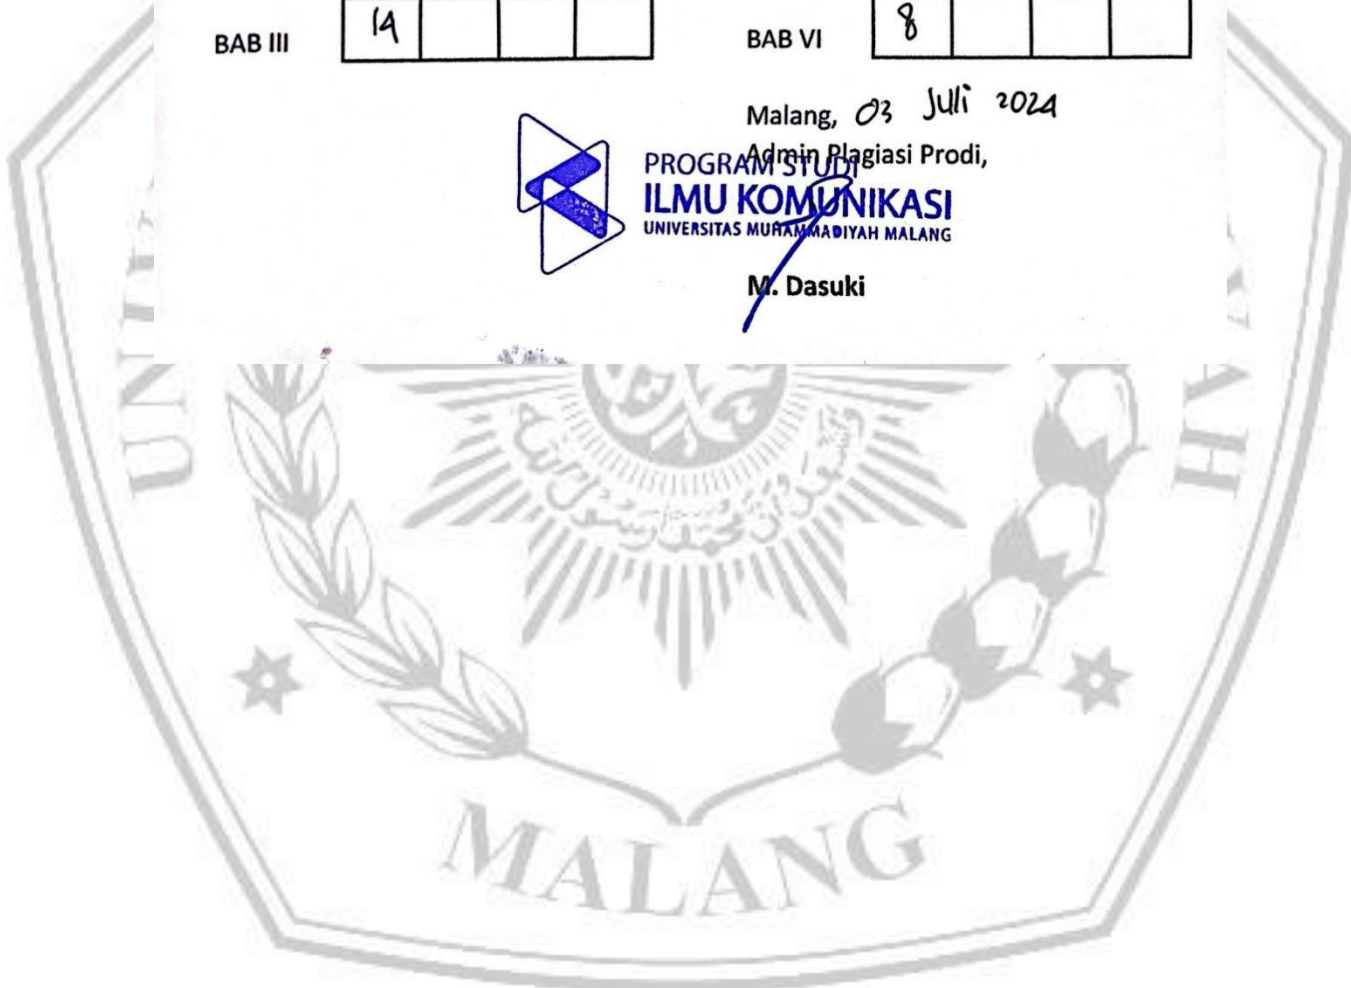 BAB III 14 BAB VI 8
Malang, 03 Juli 2024
Admin Plagiasi Prodi,
PROGRAM STUDI
ILMU KOMUNIKASI
UNIVERSITAS MUHAMMADIYAH MALANG
M. Dasuki
MALANG